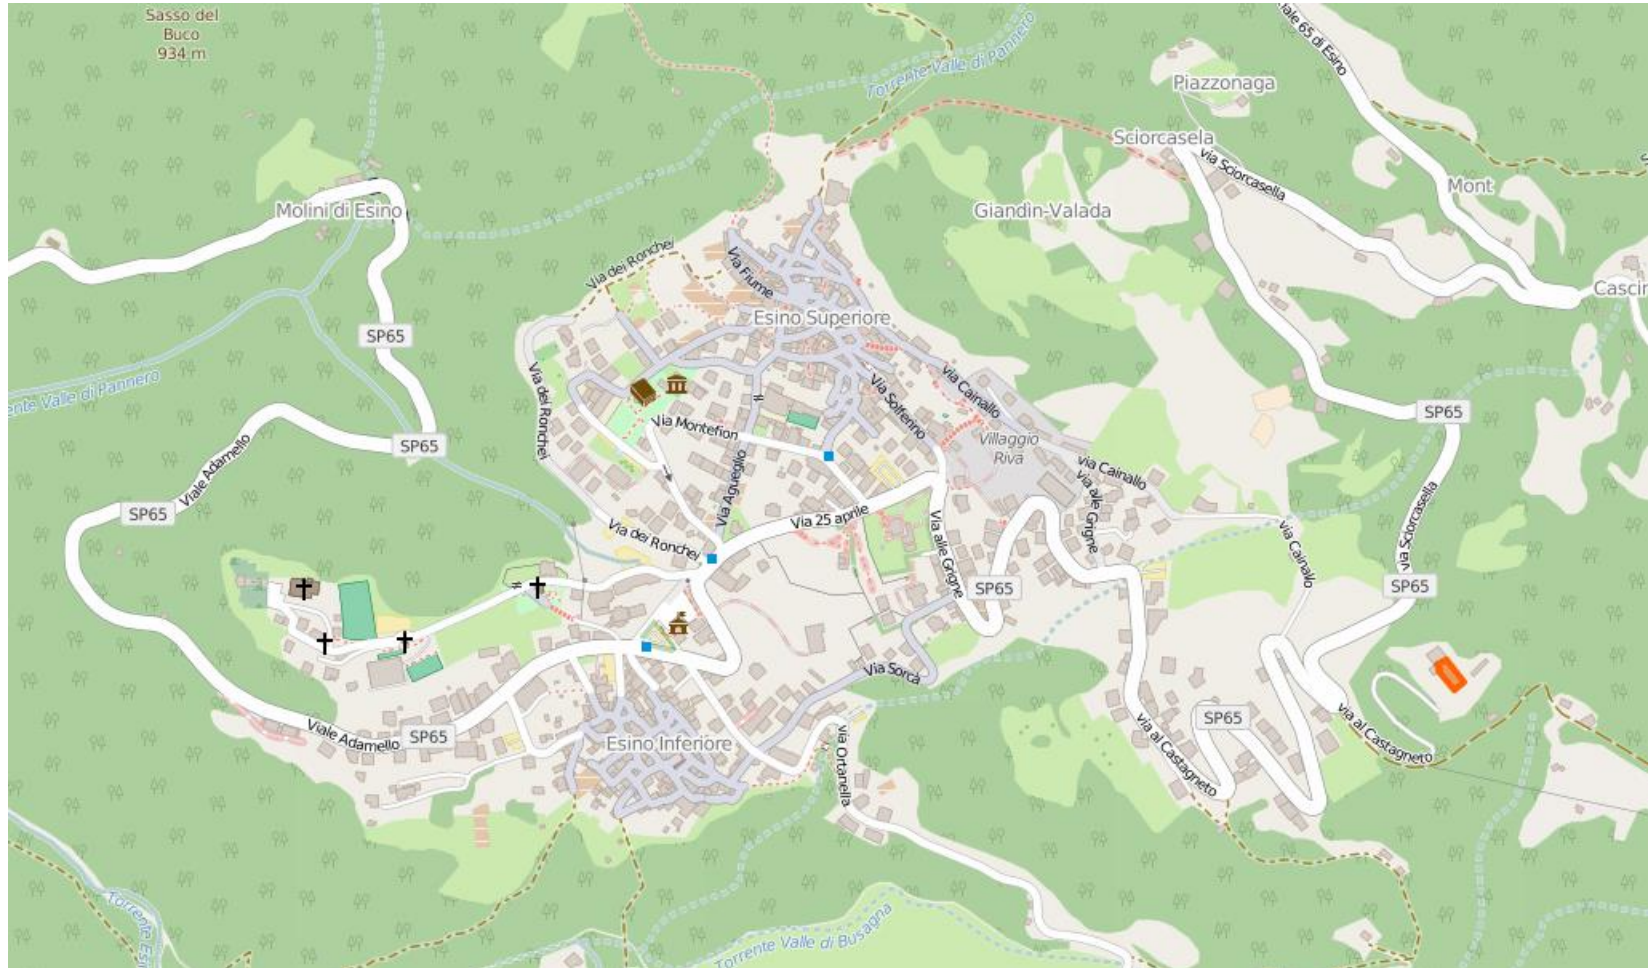 Sasso del
Buco
934 m
Torrente Valle di Pannero
ale 65 di Esino
Piazzonaga
Sciorcasela
via Sciorcasella
Mont
Molini di Esino
Giandin-Valada
Via dei Ronchei
Via Fiume
Cascin
Esino Superiore
SP65
ente Valle di Pannero
Via dei Ronchei
via Cainallo
Via Solferino
SP65
Via Montefiori
Villaggio
Riva
SP65
Viale Adamello
via Cainallo
Via Agueglio
via alle Grigne
via Sciorcasella
SP65
Via 25 aprile
Via dei Ronchei
Via alle Grigne
via Cainallo
SP65
SP65
Via Sorca
SP65
Viale Adamello
SP65
Esino Inferiore
via Ortanella
via al Castagneto
via al Castagneto
Torrente Esi
Torrente Valle di Busagna